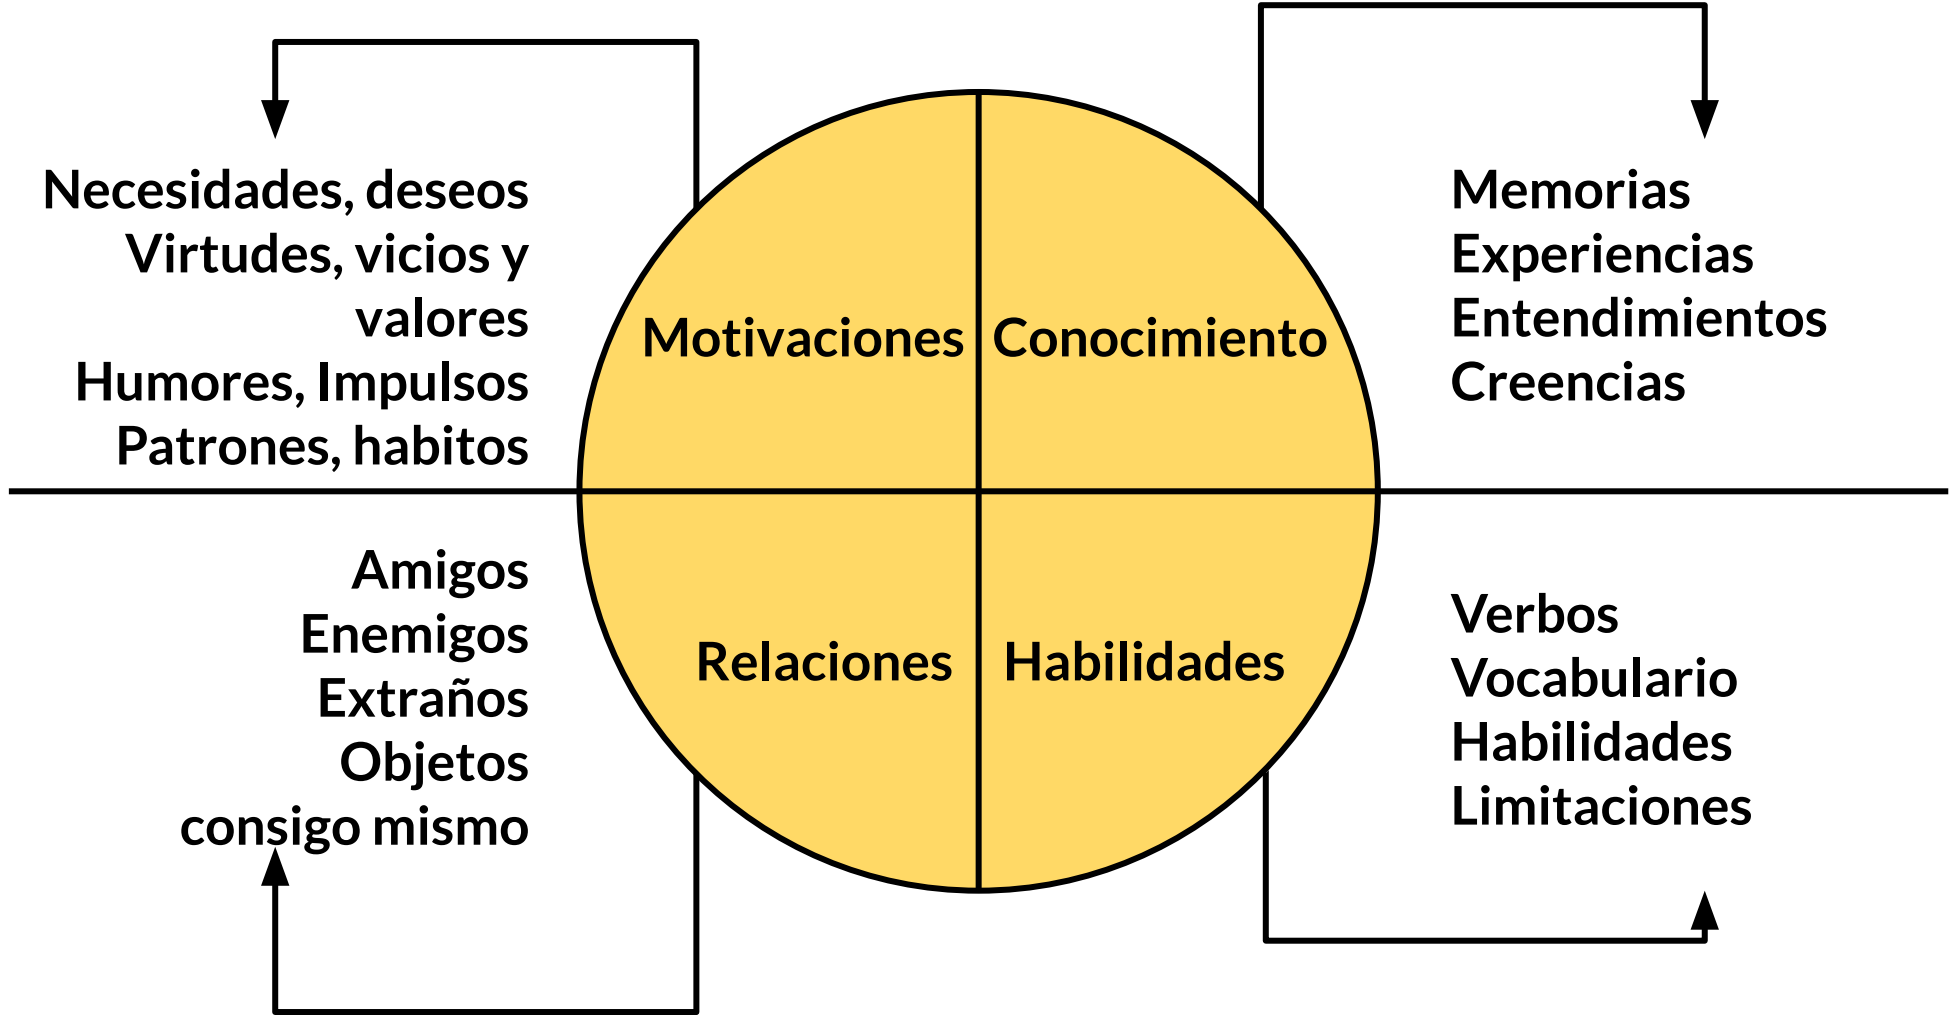 Necesidades, deseos
Virtudes, vicios y
valores
Humores, Impulsos
Patrones, habitos
Motivaciones
Conocimiento
Memorias
Experiencias
Entendimientos
Creencias
Amigos
Enemigos
Extraños
Objetos
consigo mismo
Relaciones
Habilidades
Verbos
Vocabulario
Habilidades
Limitaciones